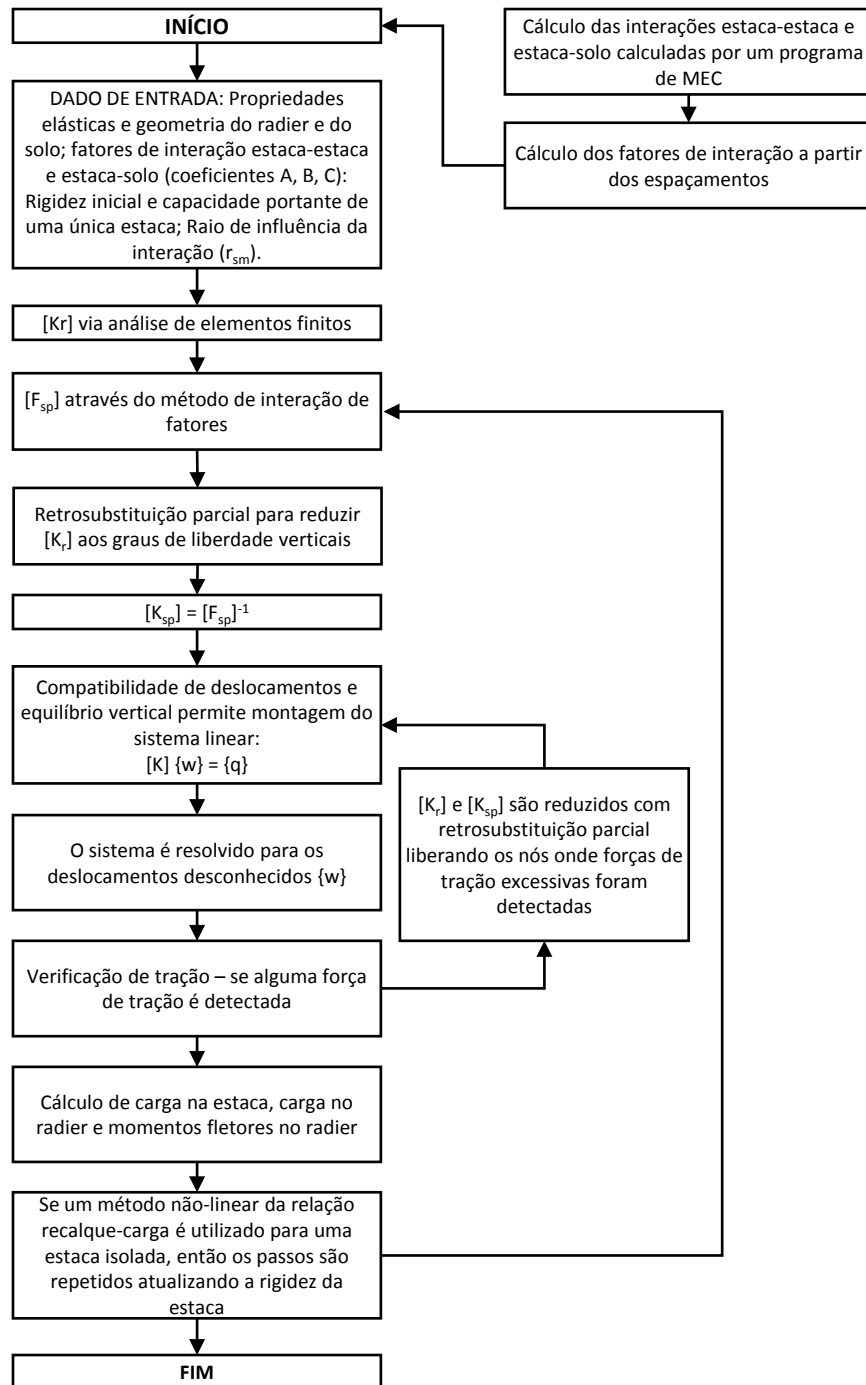 INÍCIO
Cálculo das interações estaca-estaca e
estaca-solo calculadas por um programa
de MEC
DADO DE ENTRADA: Propriedades
elásticas e geometria do radier e do
solo; fatores de interação estaca-estaca
e estaca-solo (coeficientes A, B, C):
Rigidez inicial e capacidade portante de
uma única estaca; Raio de influência da
interação (rsm).
Cálculo dos fatores de interação a partir
dos espaçamentos
[Kr] via análise de elementos finitos
[Fsp] através do método de interação de
fatores
Retrosubstituição parcial para reduzir
[Kr] aos graus de liberdade verticais
[Ksp] = [Fsp]-1
Compatibilidade de deslocamentos e
equilíbrio vertical permite montagem do
sistema linear:
[K] {w} = {q}
[Kr] e [Ksp] são reduzidos com
retrosubstituição parcial
liberando os nós onde forças de
tração excessivas foram
detectadas
O sistema é resolvido para os
deslocamentos desconhecidos {w}
Verificação de tração – se alguma força
de tração é detectada
Cálculo de carga na estaca, carga no
radier e momentos fletores no radier
Se um método não-linear da relação
recalque-carga é utilizado para uma
estaca isolada, então os passos são
repetidos atualizando a rigidez da
estaca
FIM